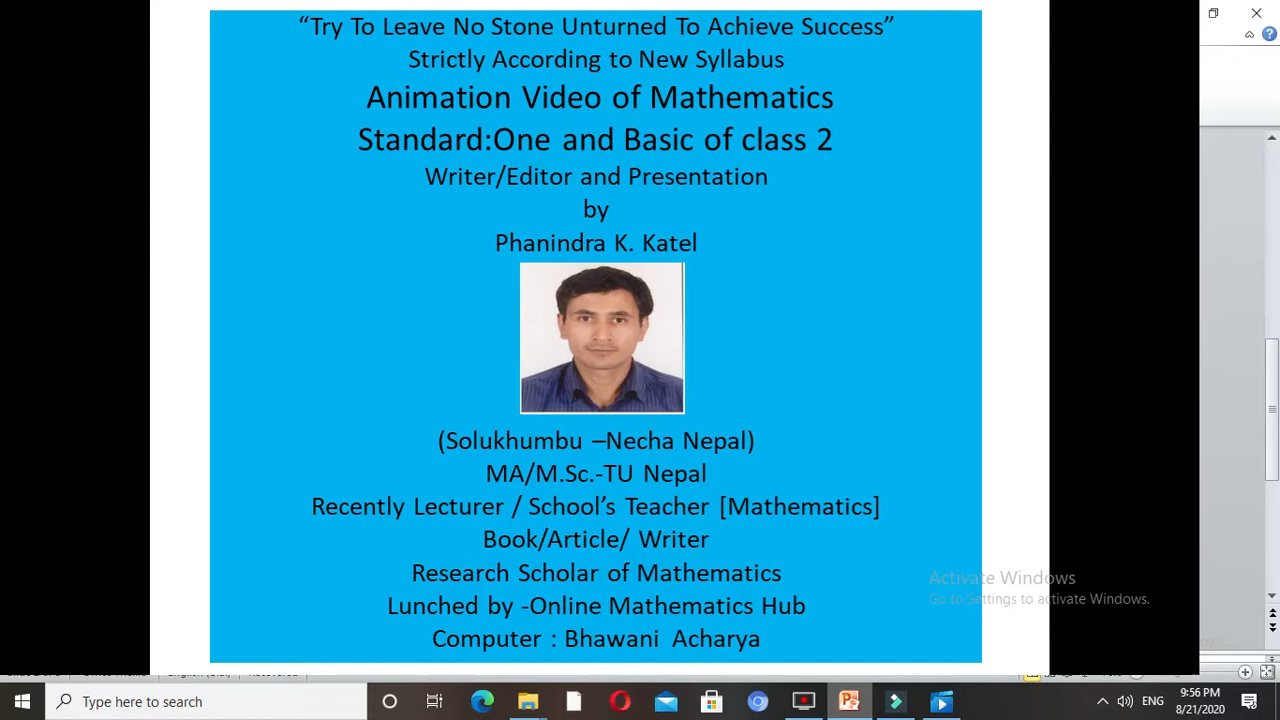 “Try To Leave No Stone Unturned To Achieve Success”
Strictly According to New Syllabus
Animation Video of Mathematics
Standard:One and Basic of class 2
Writer/Editor and Presentation
by
Phanindra K. Katel
(Solukhumbu –Necha Nepal)
MA/M.Sc.-TU Nepal
Recently Lecturer / School’s Teacher [Mathematics]
Book/Article/ Writer
Research Scholar of Mathematics
Lunched by -Online Mathematics Hub
Computer : Bhawani Acharya
Activate Windows
Go to Settings to activate Windows.
Type here to search
ENG
9:56 PM
8/21/2020